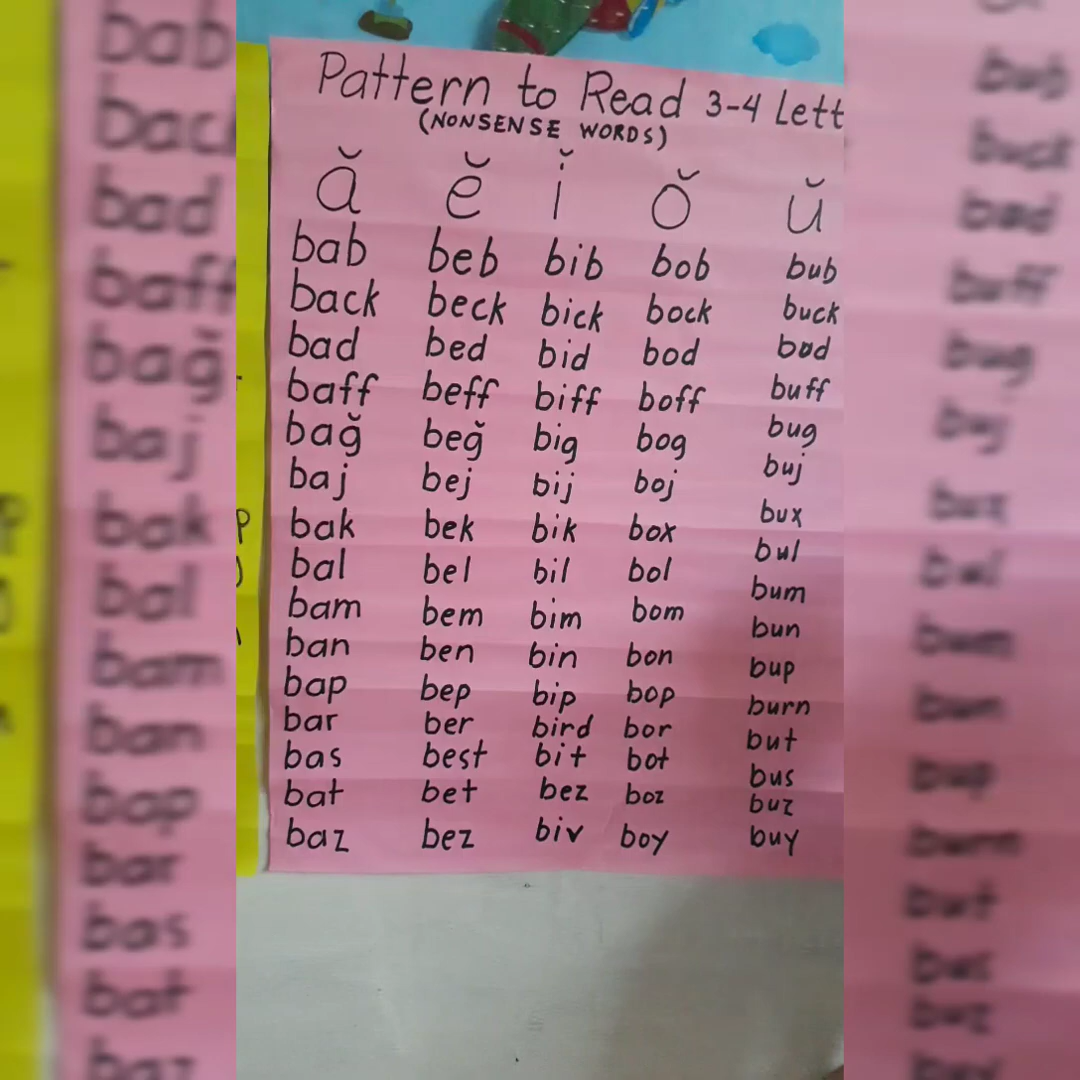 Pattern to Read 3-4 Lett
(NONSENSE WORDS)
ă ĕ ĭ ŏ ŭ
bab beb bib bob bub
back beck bick bock buck
bad bed bid bod bud
baff beff biff boff buff
bağ beğ big bog bug
baj bej bij boj buj
bak bek bik box bux
bal bel bil bol bul
bam bem bim bom bum
ban ben bin bon bun
bap bep bip bop bup
bar ber bird bor burn
bas best bit bot but
bat bet bez boz bus
baz bez biv boy buz
buy